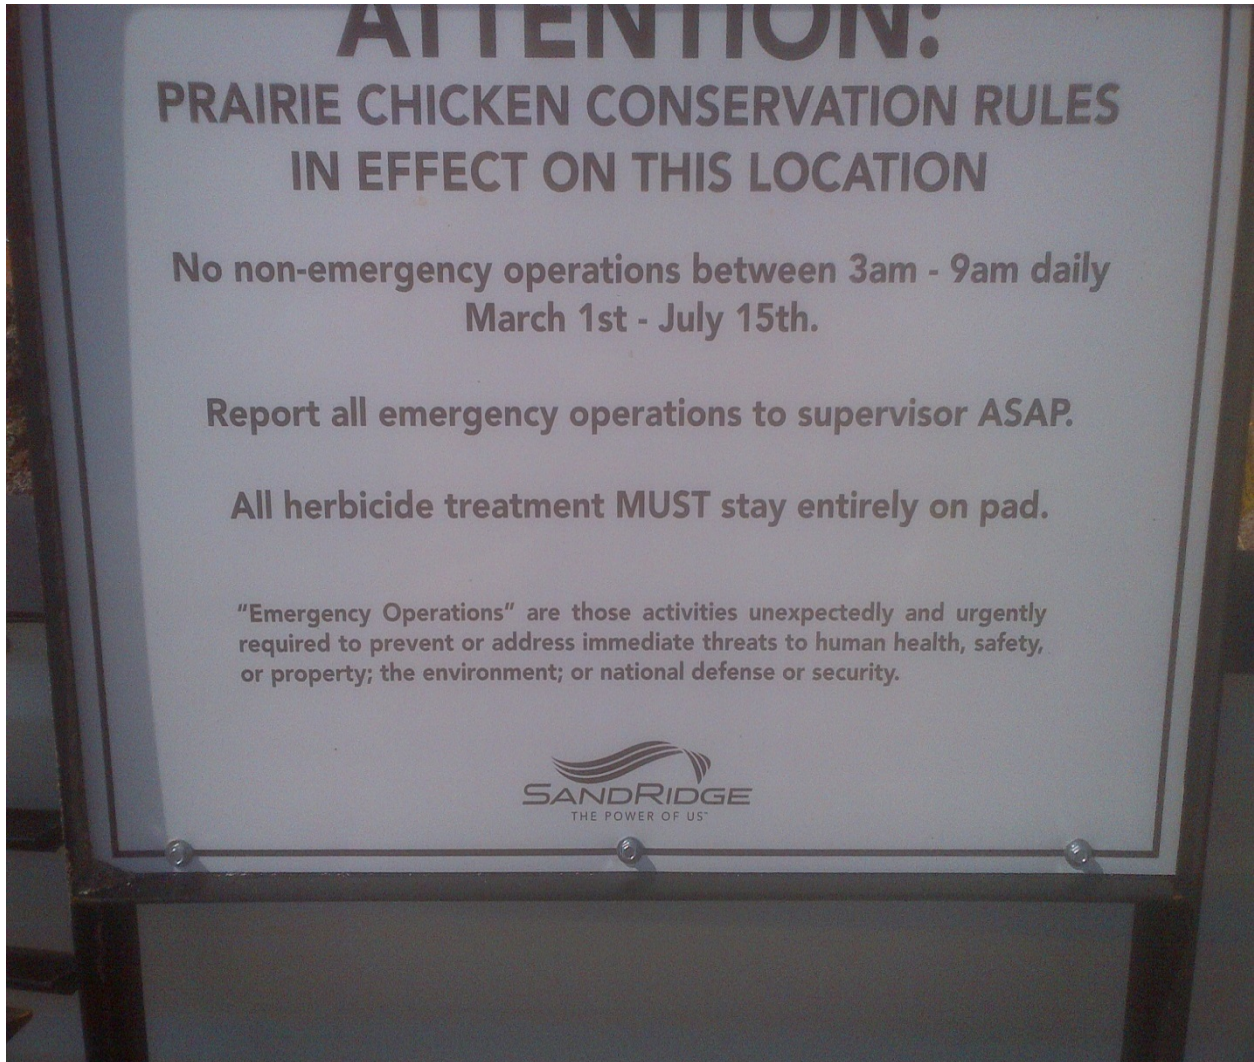 ATTENTION:
PRAIRIE CHICKEN CONSERVATION RULES
IN EFFECT ON THIS LOCATION
No non-emergency operations between 3am - 9am daily
March 1st - July 15th.
Report all emergency operations to supervisor ASAP.
All herbicide treatment MUST stay entirely on pad.
"Emergency Operations" are those activities unexpectedly and urgently
required to prevent or address immediate threats to human health, safety,
or property; the environment; or national defense or security.
SANDRIDGE
THE POWER OF US™